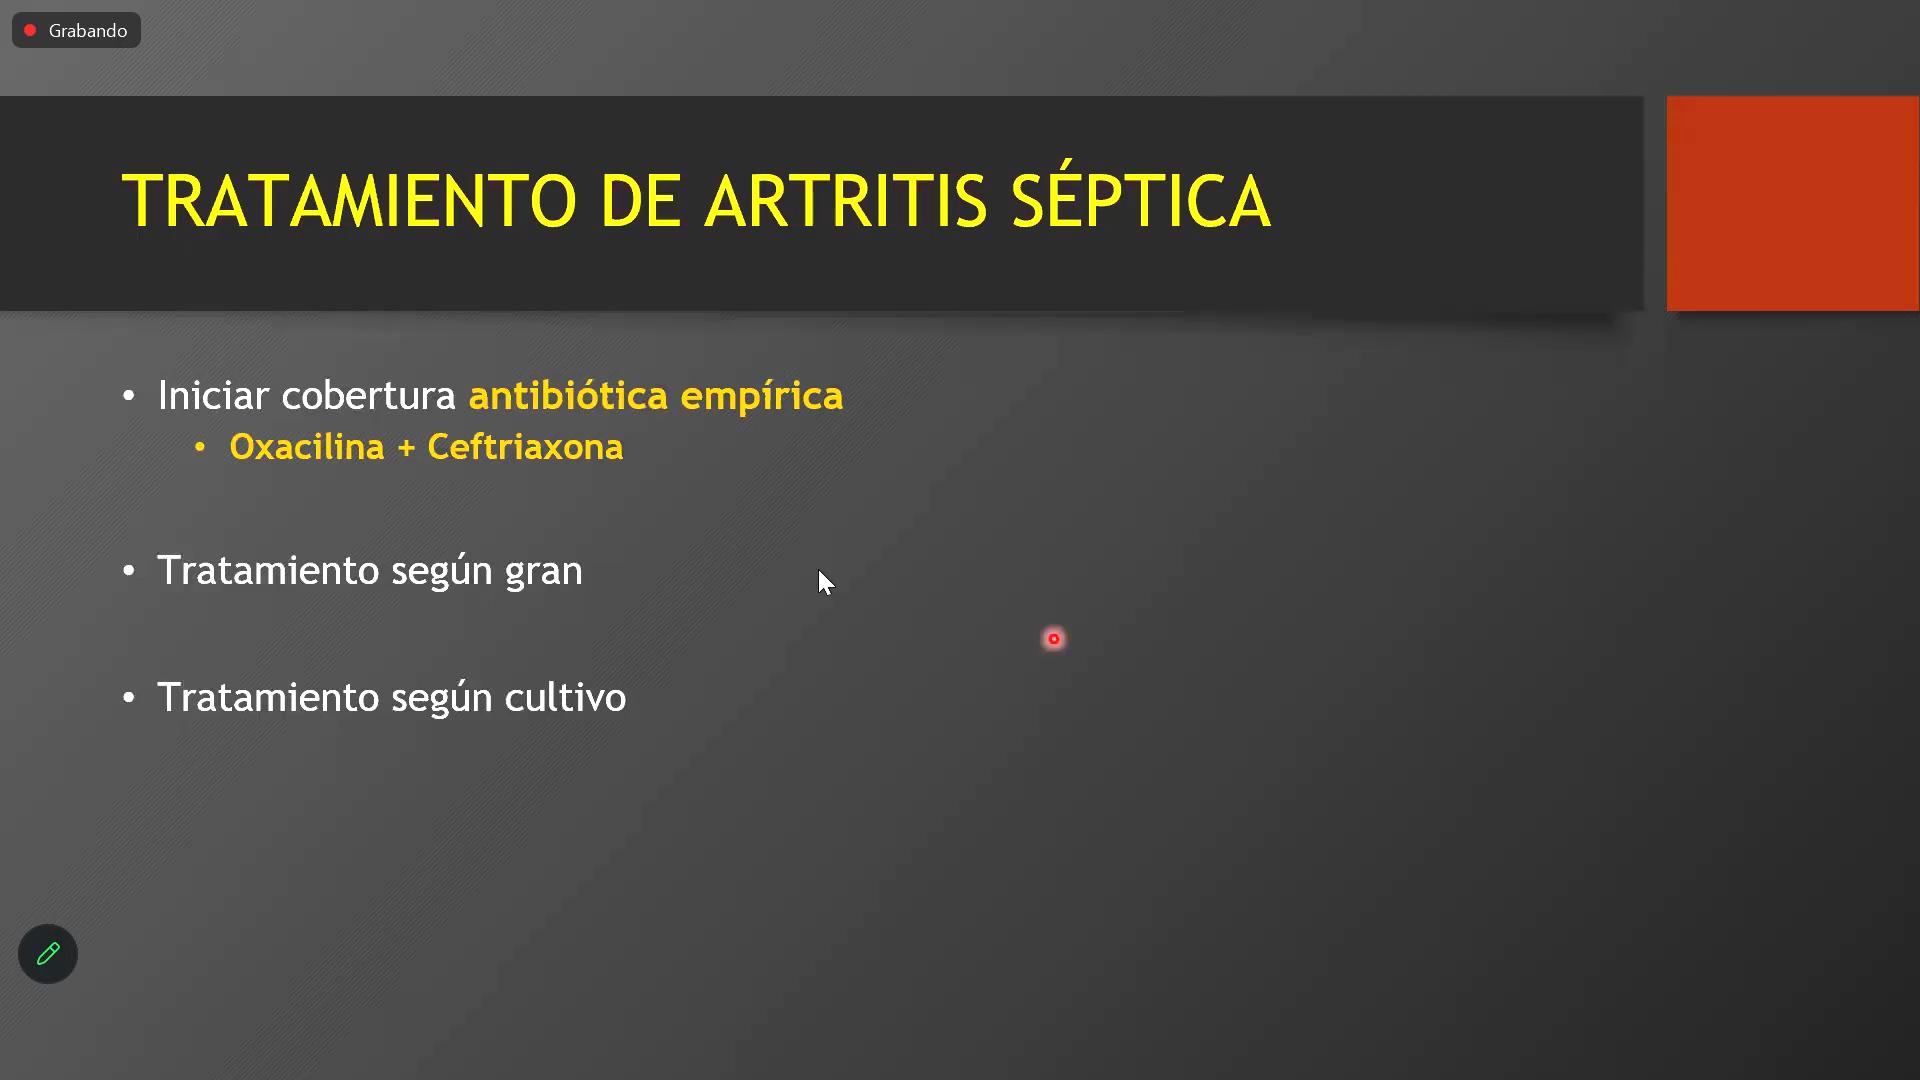 Grabando
TRATAMIENTO DE ARTRITIS SÉPTICA
• Iniciar cobertura antibiótica empírica
• Oxacilina + Ceftriaxona
• Tratamiento según gran
• Tratamiento según cultivo